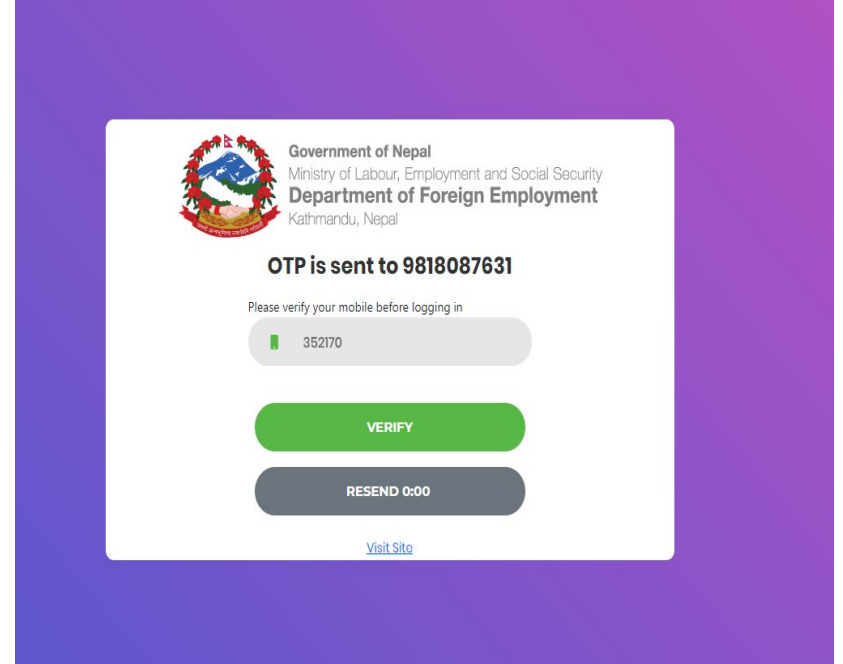 Government of Nepal
Ministry of Labour, Employment and Social Security
Department of Foreign Employment
Kathmandu, Nepal
OTP is sent to 9818087631
Please verify your mobile before logging in
352170
VERIFY
RESEND 0:00
Visit Site